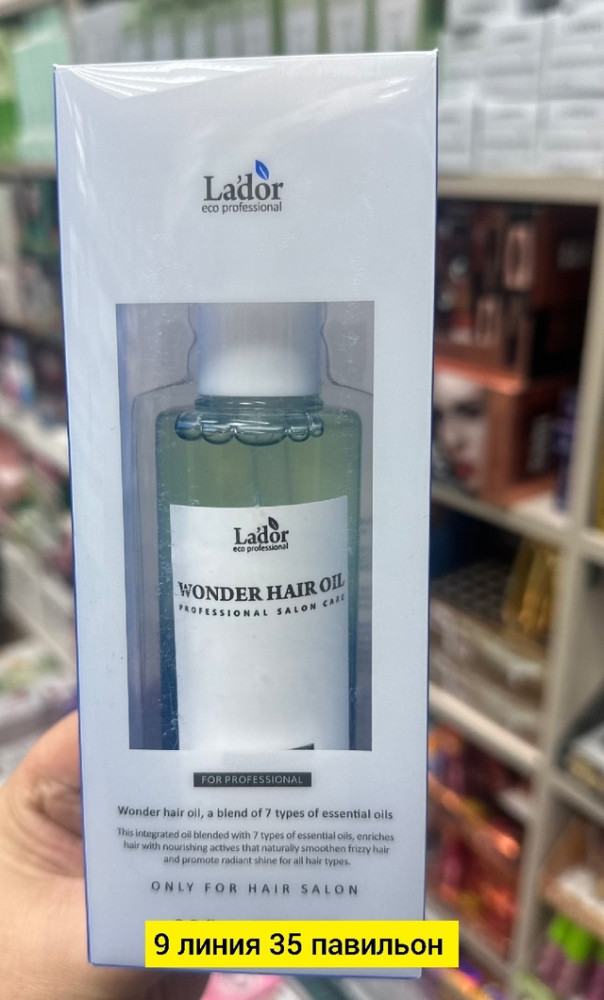 La'dor
eco professional
La'dor
eco professional
WONDER HAIR OIL
PROFESSIONAL SALON CARE
FOR PROFESSIONAL
Wonder hair oil, a blend of 7 types of essential oils
This integrated oil blended with 7 types of essential oils, enriches
hair with nourishing actives that naturally smoothen frizzy hair
and promote radiant shine for all hair types.
ONLY FOR HAIR SALON
9 линия 35 павильон